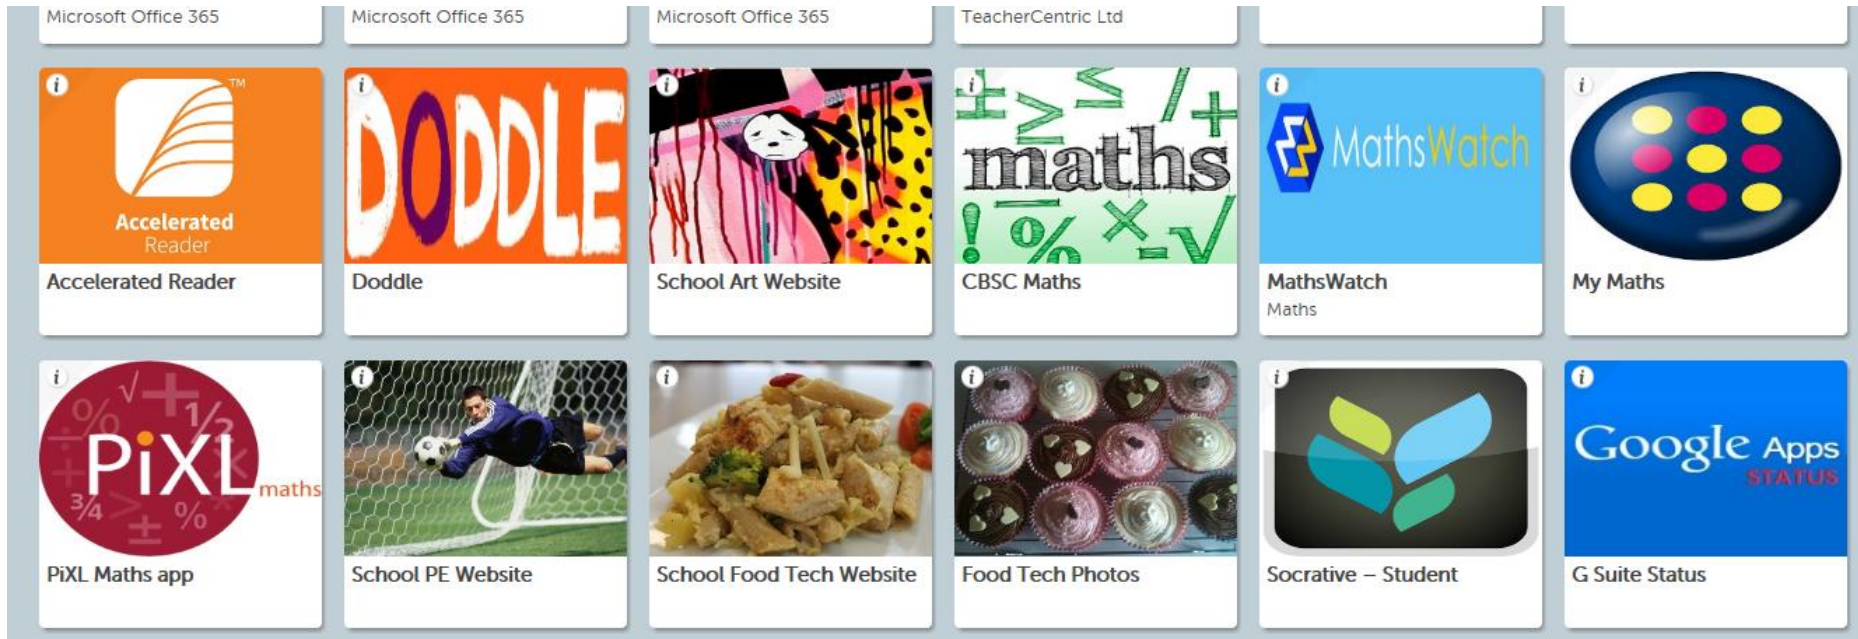 Microsoft Office 365
Microsoft Office 365
Microsoft Office 365
TeacherCentric Ltd
TM
Accelerated
Reader
DODDLE
maths
MathsWatch
Accelerated Reader
Doddle
School Art Website
CBSC Maths
MathsWatch
Maths
My Maths
PiXL
maths
Google Apps
STATUS
PiXL Maths app
School PE Website
School Food Tech Website
Food Tech Photos
Socrative – Student
G Suite Status